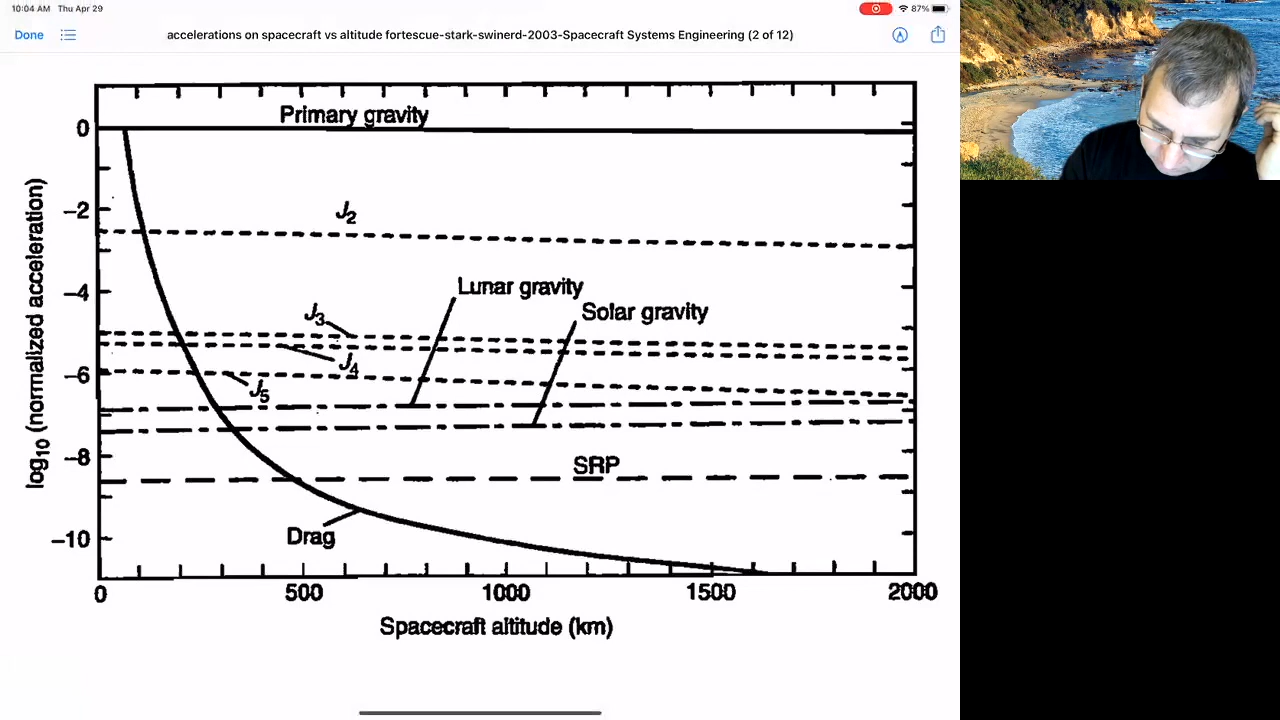 10:04 AM Thu Apr 29
87%
Done
accelerations on spacecraft vs altitude fortescue-stark-swinerd-2003-Spacecraft Systems Engineering (2 of 12)
Primary gravity
0
−2
J2
−4
Lunar gravity
Solar gravity
J3
J4
−6
J5
−8
SRP
−10
Drag
log10 (normalized acceleration)
0 500 1000 1500 2000
Spacecraft altitude (km)